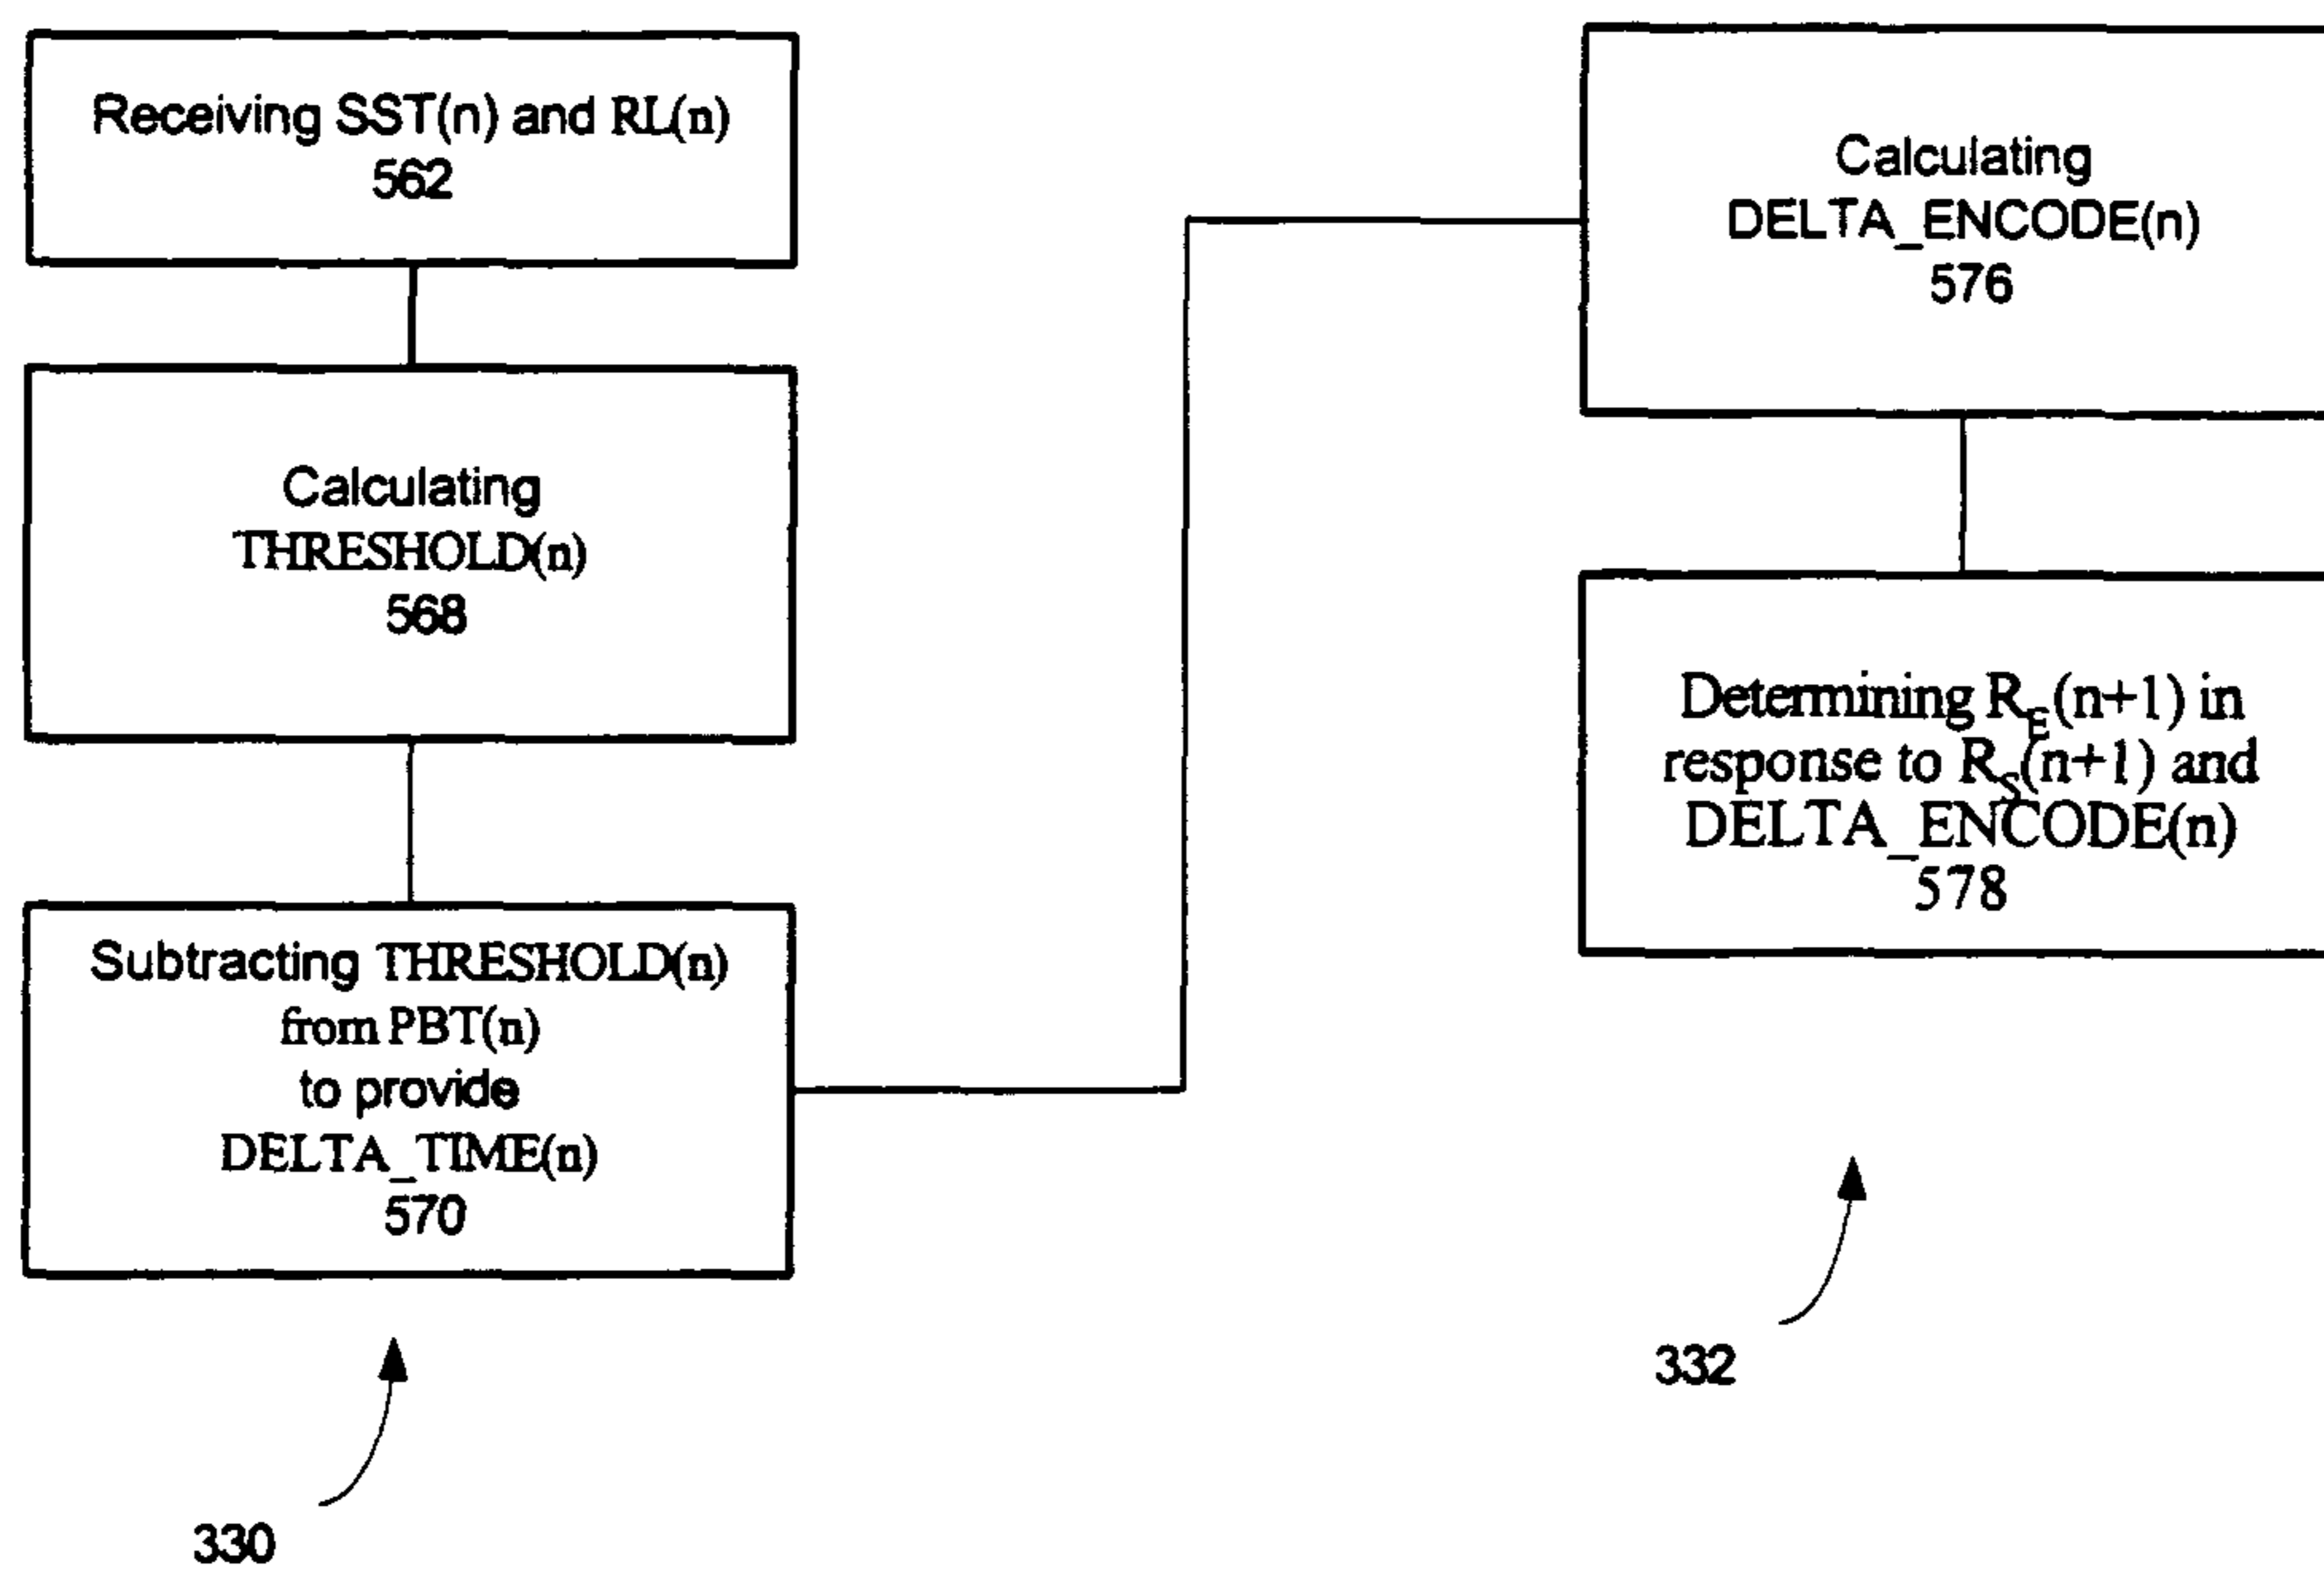 Receiving SST(n) and RL(n)
562
Calculating
THRESHOLD(n)
568
Subtracting THRESHOLD(n)
from PBT(n)
to provide
DELTA_TIME(n)
570
330
Calculating
DELTA_ENCODE(n)
576
Determining R_E(n+1) in
response to R_S(n+1) and
DELTA_ENCODE(n)
578
332